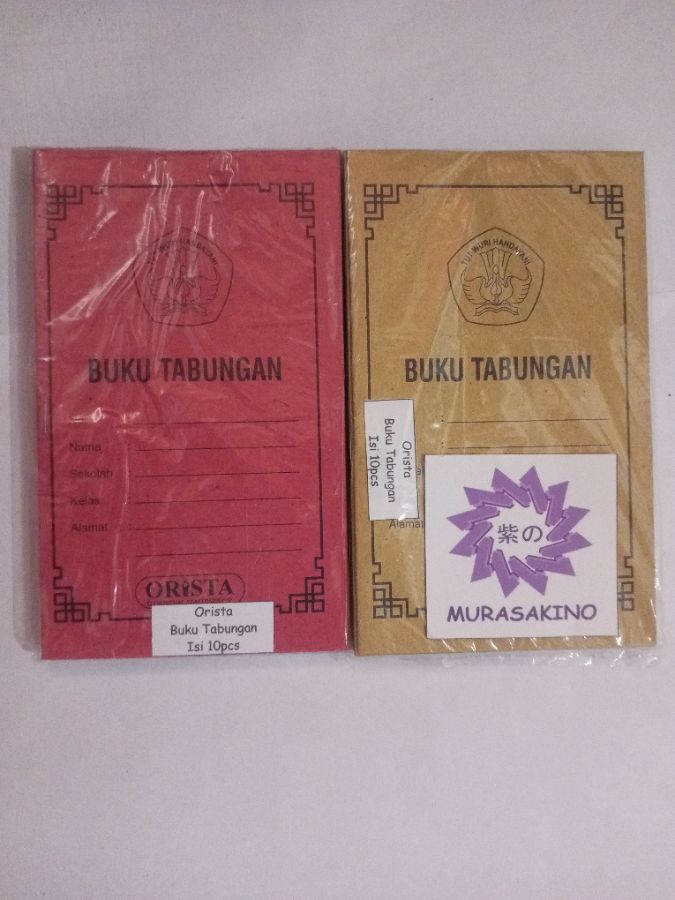 TUT WURI HANDAYANI
BUKU TABUNGAN
Nama :
Sekolah :
Kelas :
Alamat :
ORISTA
Orista
Buku Tabungan
Isi 10pcs
TUT WURI HANDAYANI
BUKU TABUNGAN
Orista
Buku Tabungan
Isi 10pcs
Alamat
紫の
MURASAKINO